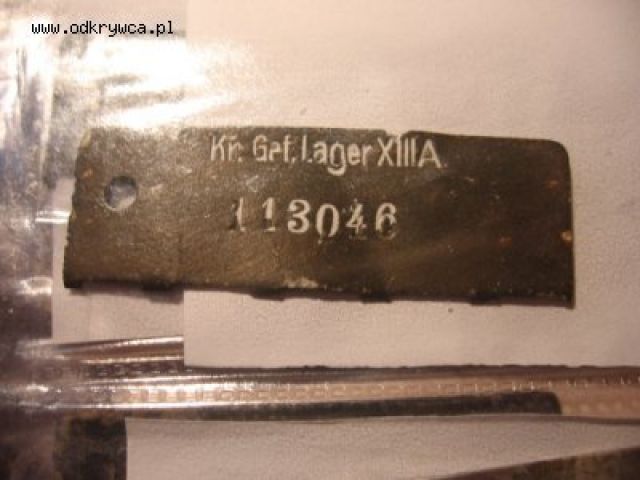 www.odkrywca.pl
Kr. Gef. Lager XIII A.
113046